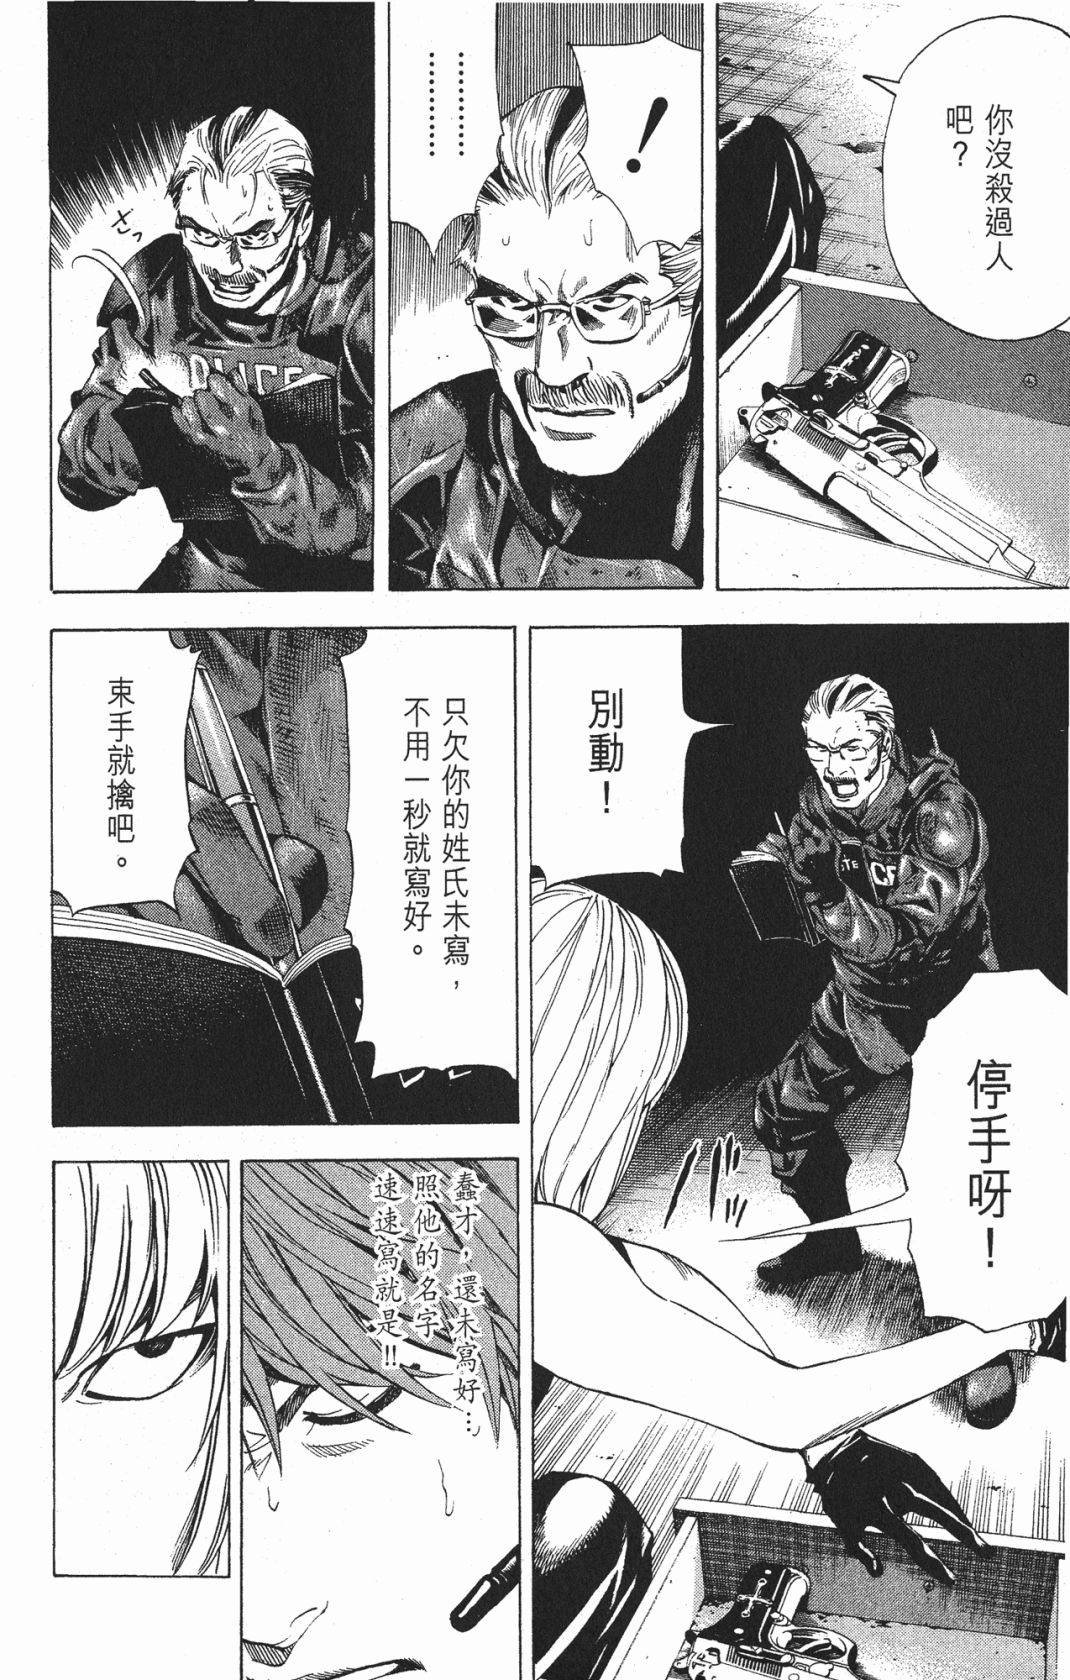 你沒殺過人
吧？
！
…………
さっ
POLICE
停手呀！
別動！
只欠你的姓氏未寫，
不用一秒就寫好。
束手就擒吧。
蠢才，還未寫好…
照他的名字
速速寫就是!!